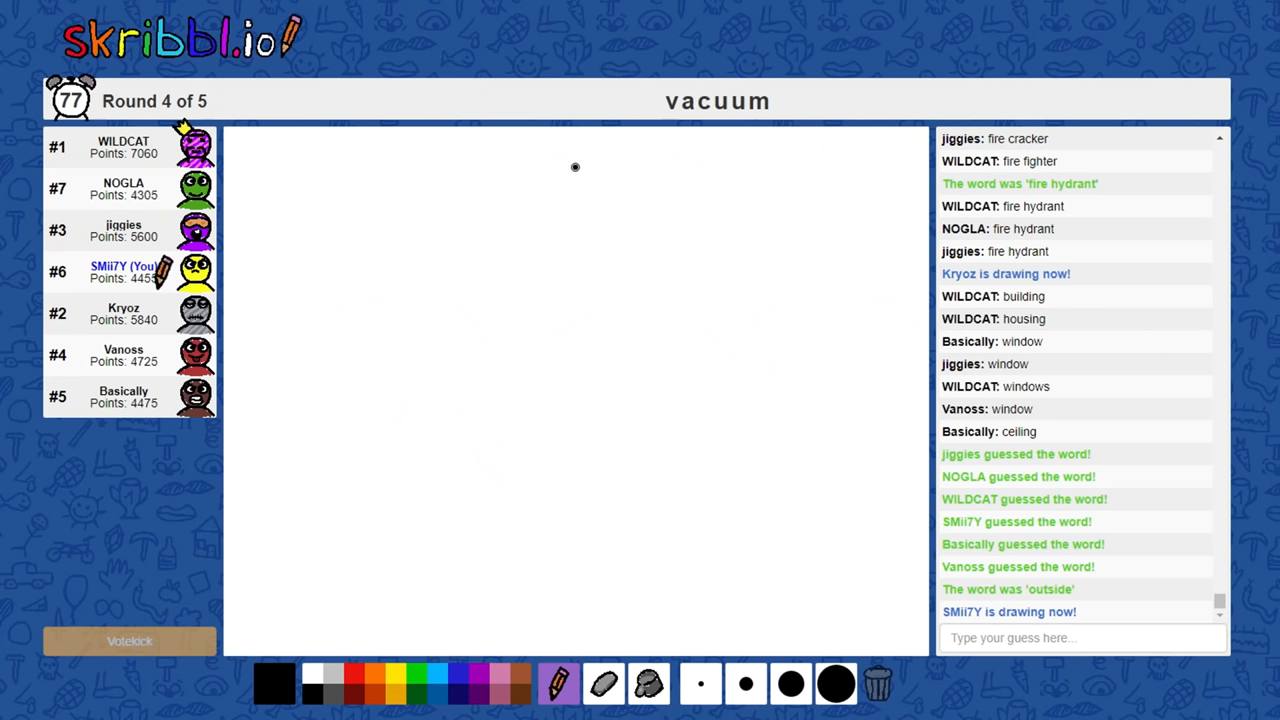 skribbl.io
77
Round 4 of 5
vacuum
#1
WILDCAT
Points: 7060
#7
NOGLA
Points: 4305
#3
jiggies
Points: 5600
#6
SMii7Y (You)
Points: 4455
#2
Kryoz
Points: 5840
#4
Vanoss
Points: 4725
#5
Basically
Points: 4475
Votekick
jiggies: fire cracker
WILDCAT: fire fighter
The word was 'fire hydrant'
WILDCAT: fire hydrant
NOGLA: fire hydrant
jiggies: fire hydrant
Kryoz is drawing now!
WILDCAT: building
WILDCAT: housing
Basically: window
jiggies: window
WILDCAT: windows
Vanoss: window
Basically: ceiling
jiggies guessed the word!
NOGLA guessed the word!
WILDCAT guessed the word!
SMii7Y guessed the word!
Basically guessed the word!
Vanoss guessed the word!
The word was 'outside'
SMii7Y is drawing now!
Type your guess here...